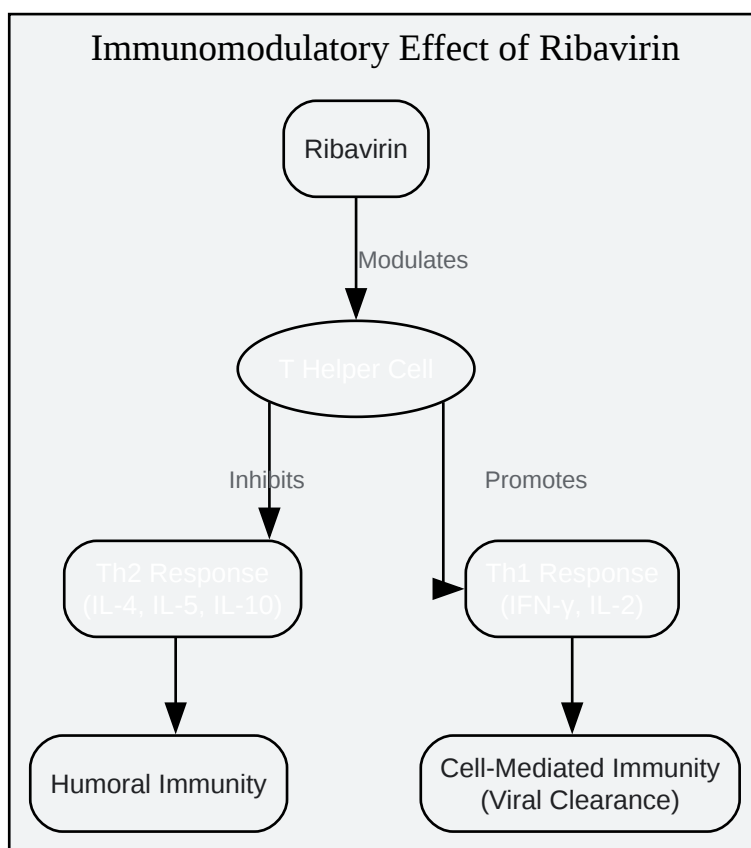 Immunomodulatory Effect of Ribavirin
Ribavirin
Modulates
T Helper Cell
Inhibits
Promotes
Th2 Response
(IL-4, IL-5, IL-10)
Th1 Response
(IFN-γ, IL-2)
Humoral Immunity
Cell-Mediated Immunity
(Viral Clearance)